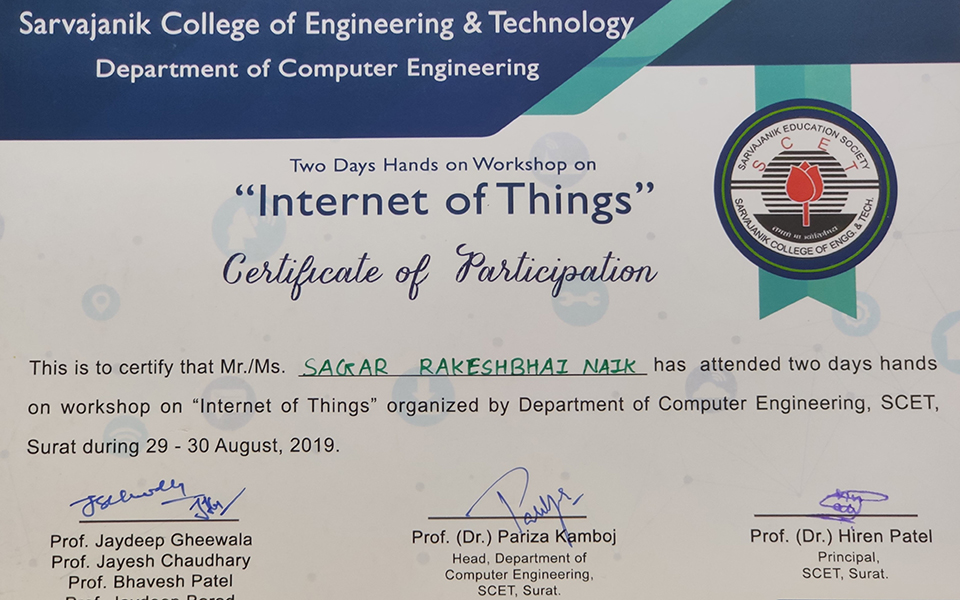 Sarvajanik College of Engineering & Technology
Department of Computer Engineering
Two Days Hands on Workshop on
“Internet of Things”
Certificate of Participation
SARVAJANIK EDUCATION SOCIETY
SCET
SARVAJANIK COLLEGE OF ENGG. & TECH.
This is to certify that Mr./Ms. SAGAR RAKESHBHAI NAIK has attended two days hands
on workshop on “Internet of Things” organized by Department of Computer Engineering, SCET,
Surat during 29 - 30 August, 2019.
Prof. Jaydeep Gheewala
Prof. Jayesh Chaudhary
Prof. Bhavesh Patel
Prof. (Dr.) Pariza Kamboj
Head, Department of
Computer Engineering,
SCET, Surat.
Prof. (Dr.) Hiren Patel
Principal,
SCET, Surat.